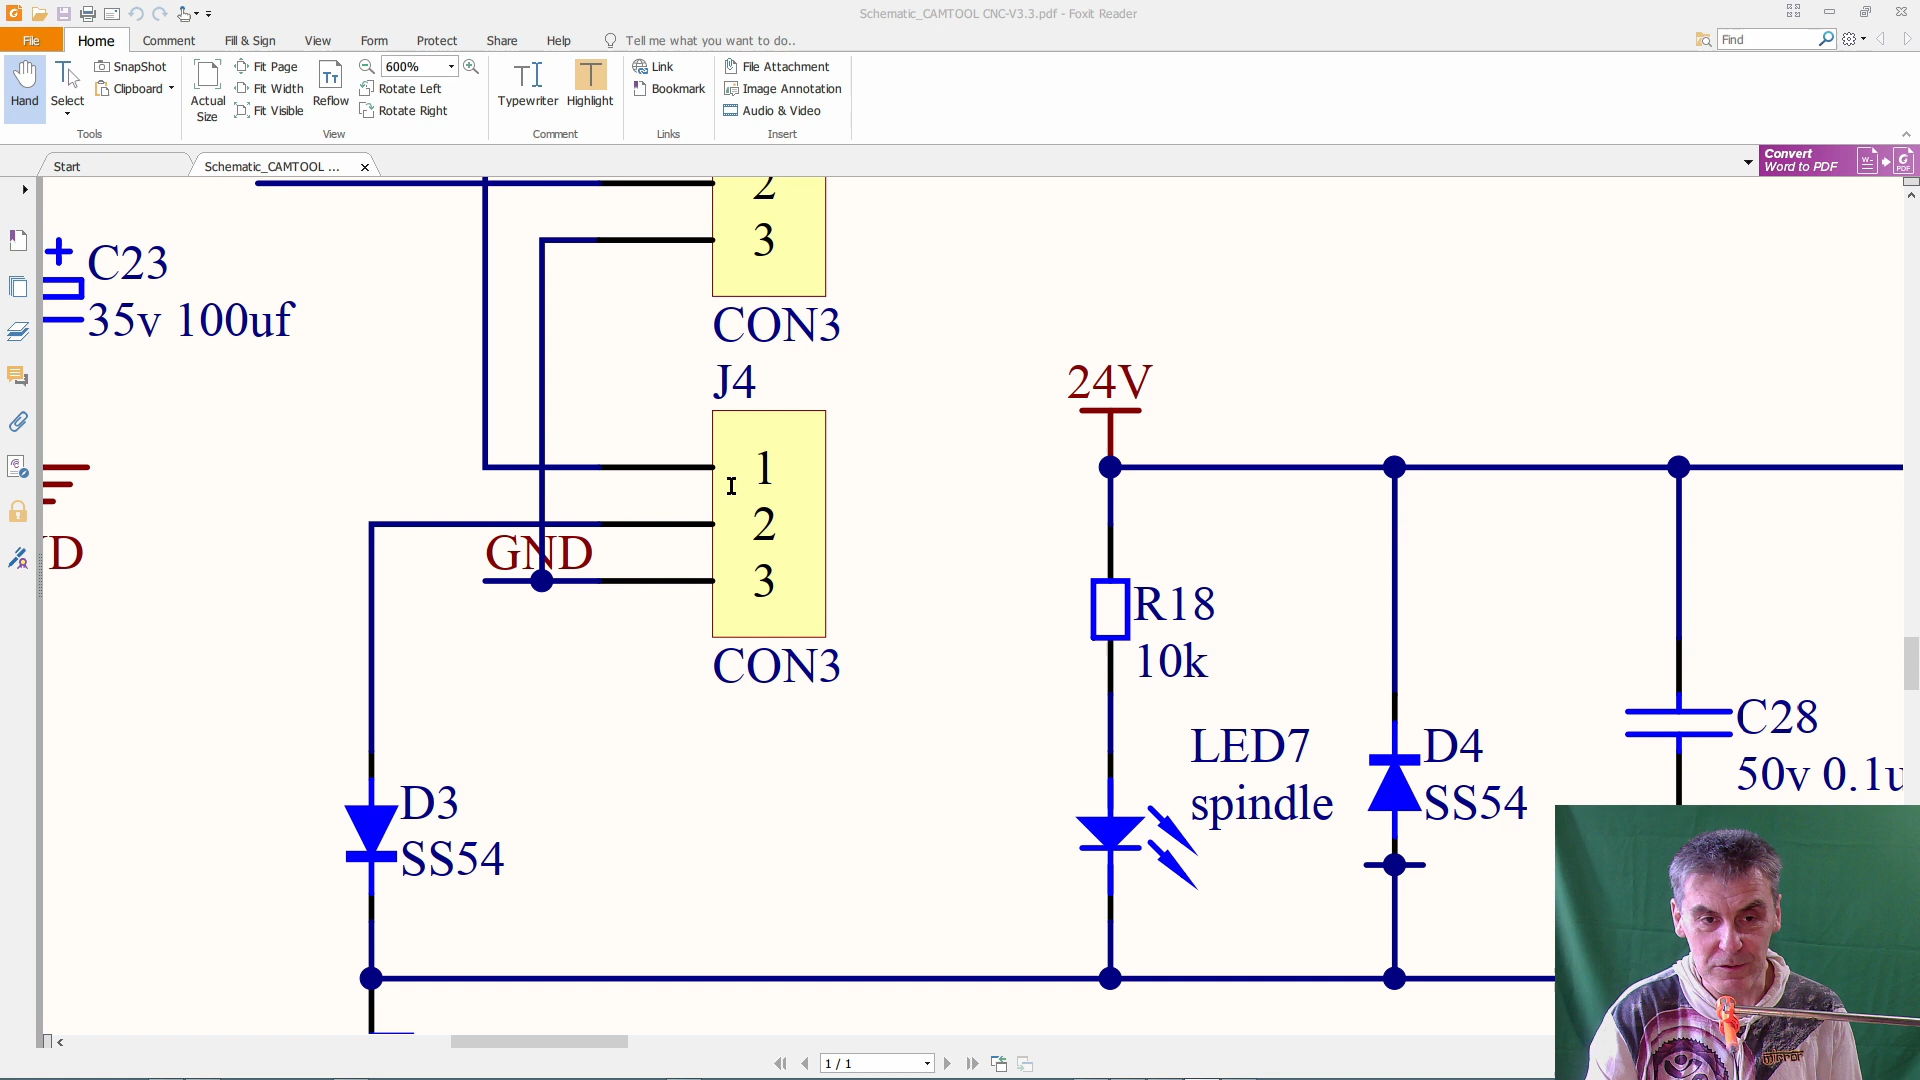 Schematic_CAMTOOL CNC-V3.3.pdf - Foxit Reader
File Home Comment Fill & Sign View Form Protect Share Help Tell me what you want to do.. Find
Hand
Select
SnapShot
Clipboard
Tools
Actual
Size
Fit Page
Fit Width
Fit Visible
Reflow
600%
Rotate Left
Rotate Right
View
Typewriter
Highlight
Comment
Link
Bookmark
Links
File Attachment
Image Annotation
Audio & Video
Insert
Start
Schematic_CAMTOOL ...
Convert
Word to PDF
2
3
C23
35v 100uf
CON3
J4
24V
1
2
GND
3
D
R18
10k
CON3
LED7
spindle
D4
SS54
C28
50v 0.1u
D3
SS54
1 / 1